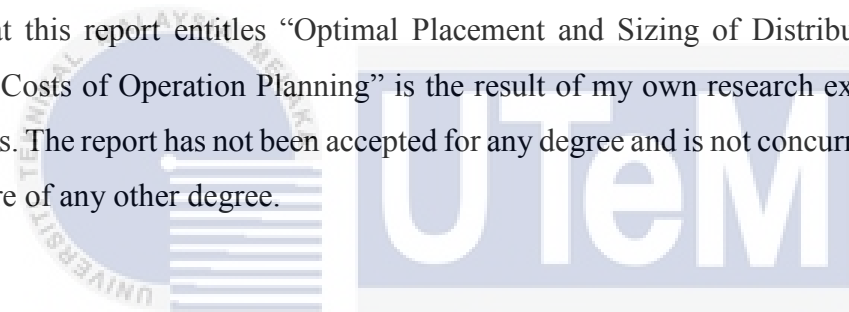 at this report entitles “Optimal Placement and Sizing of Distribu
Costs of Operation Planning” is the result of my own research ex
s. The report has not been accepted for any degree and is not concurr
re of any other degree.
UTeM